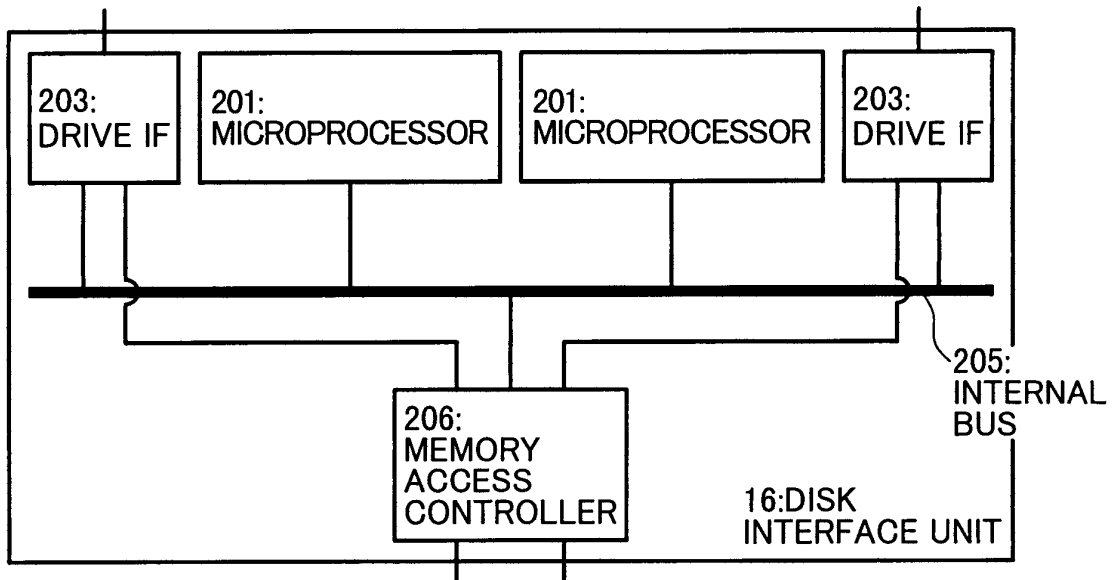 203:
DRIVE IF
201:
MICROPROCESSOR
201:
MICROPROCESSOR
203:
DRIVE IF
205:
INTERNAL
BUS
206:
MEMORY
ACCESS
CONTROLLER
16:DISK
INTERFACE UNIT